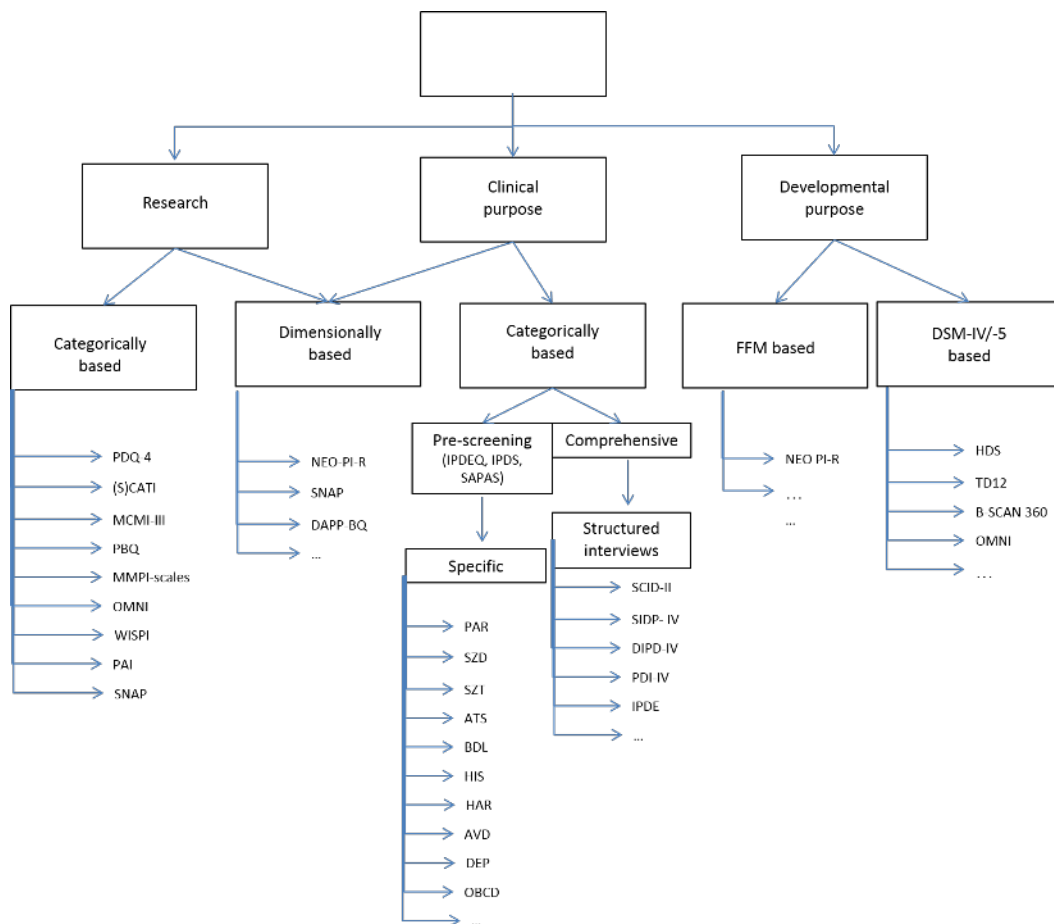 Research
Clinical
purpose
Developmental
purpose
Categorically
based
Dimensionally
based
Categorically
based
FFM based
DSM-IV/-5
based
PDQ 4
(S)CATI
MCMI-III
PBQ
MMPI-scales
OMNI
WISPI
PAI
SNAP
NEO-PI-R
SNAP
DAPP-BQ
...
Pre-screening
(IPDEQ, IPDS,
SAPAS)
Comprehensive
Specific
PAR
SZD
SZT
ATS
BDL
HIS
HAR
AVD
DEP
OBCD
...
Structured
interviews
SCID-II
SIDP- IV
DIPD-IV
PDI-IV
IPDE
...
NEO PI-R
...
...
HDS
TD12
B SCAN 360
OMNI
...